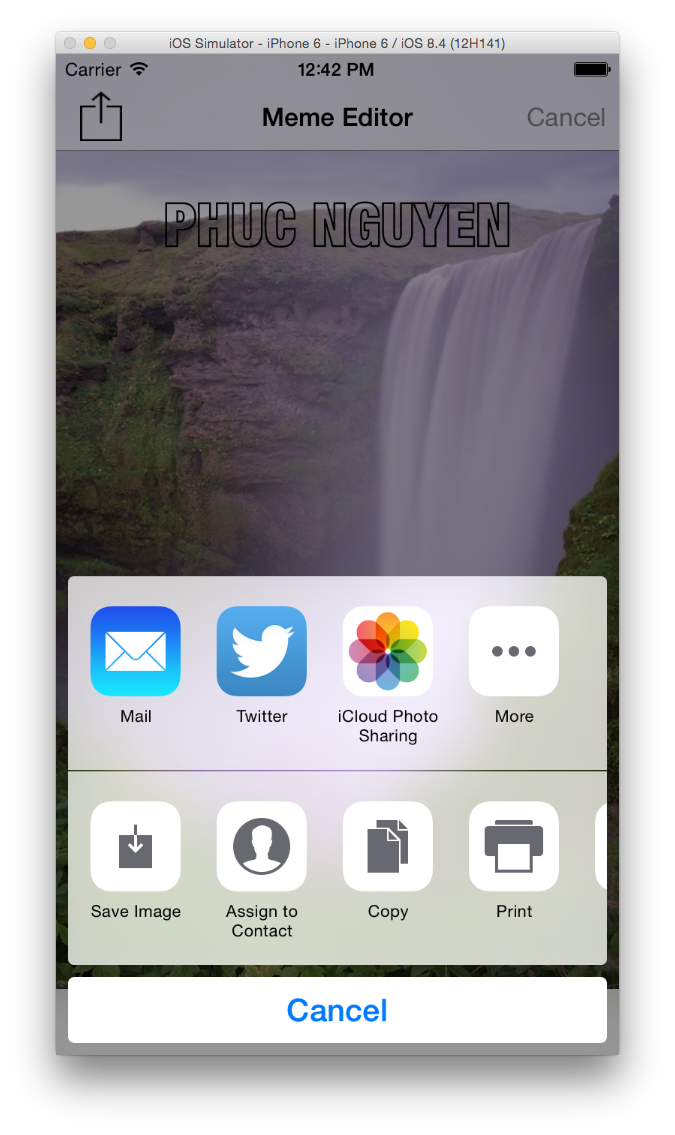 iOS Simulator - iPhone 6 - iPhone 6 / iOS 8.4 (12H141)
Carrier 12:42 PM
Meme Editor Cancel
PHUC NGUYEN
Mail Twitter iCloud Photo More
Sharing
Save Image Assign to Copy Print
Contact
Cancel